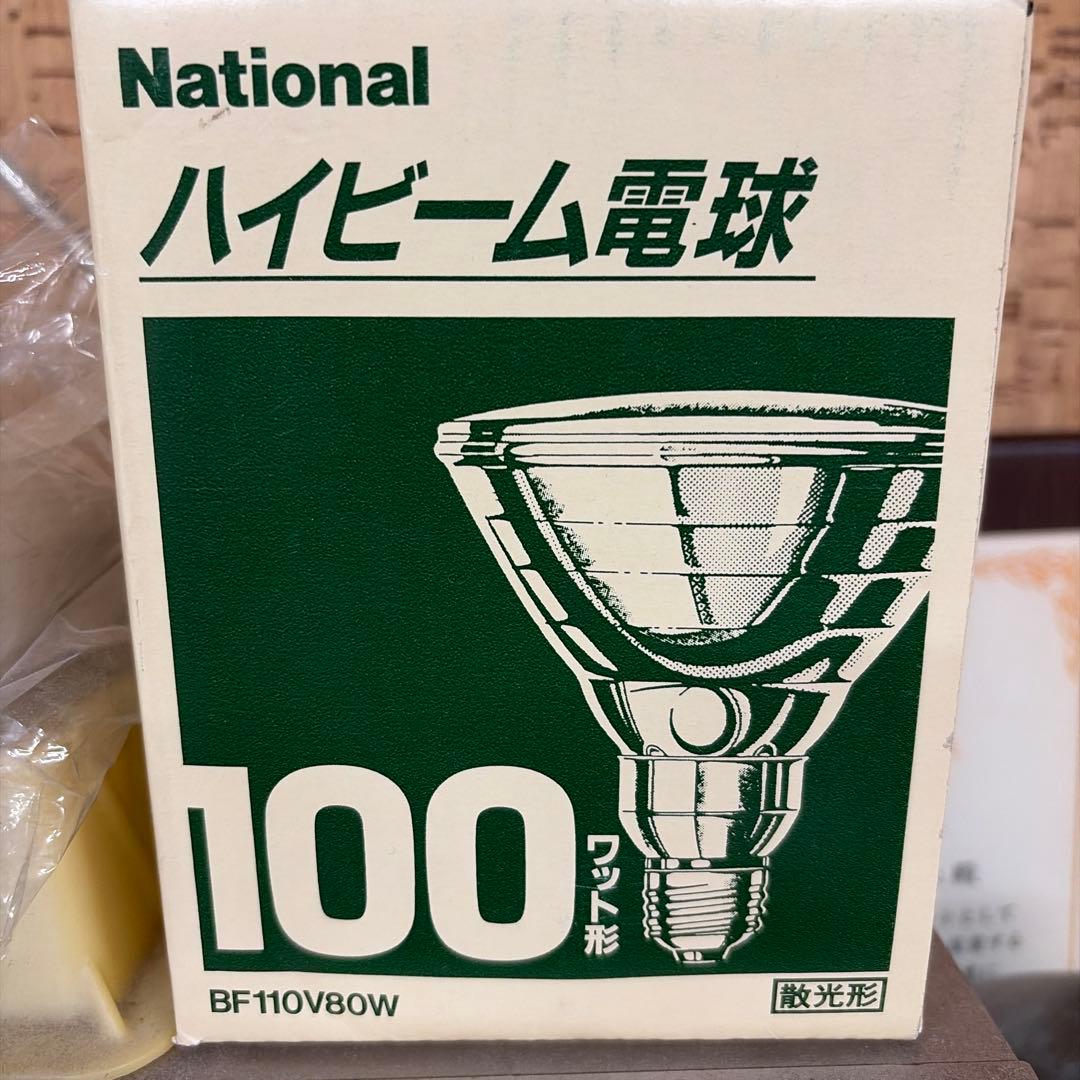 National
ハイビーム電球
100
ワット形
BF110V80W
散光形